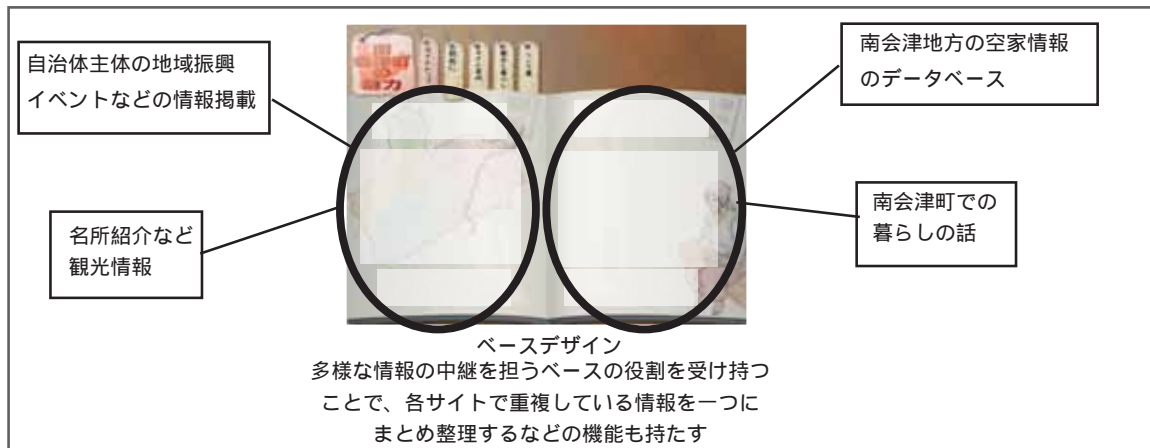 自治体主体の地域振興
イベントなどの情報掲載
名所紹介など
観光情報
南会津地方の空家情報
のデータベース
南会津町での
暮らしの話
ベースデザイン
多様な情報の中継を担うベースの役割を受け持つ
ことで、各サイトで重複している情報を一つに
まとめ整理するなどの機能も持たす